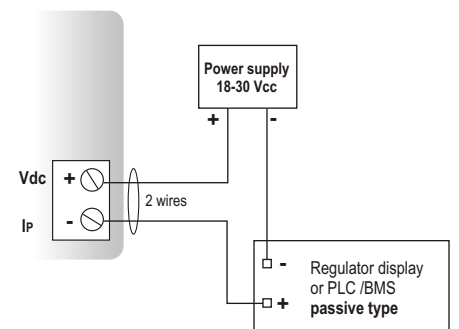 Power supply
18-30 Vcc
+ -
Vdc +
2 wires
IP -
- Regulator display
or PLC /BMS
+ passive type